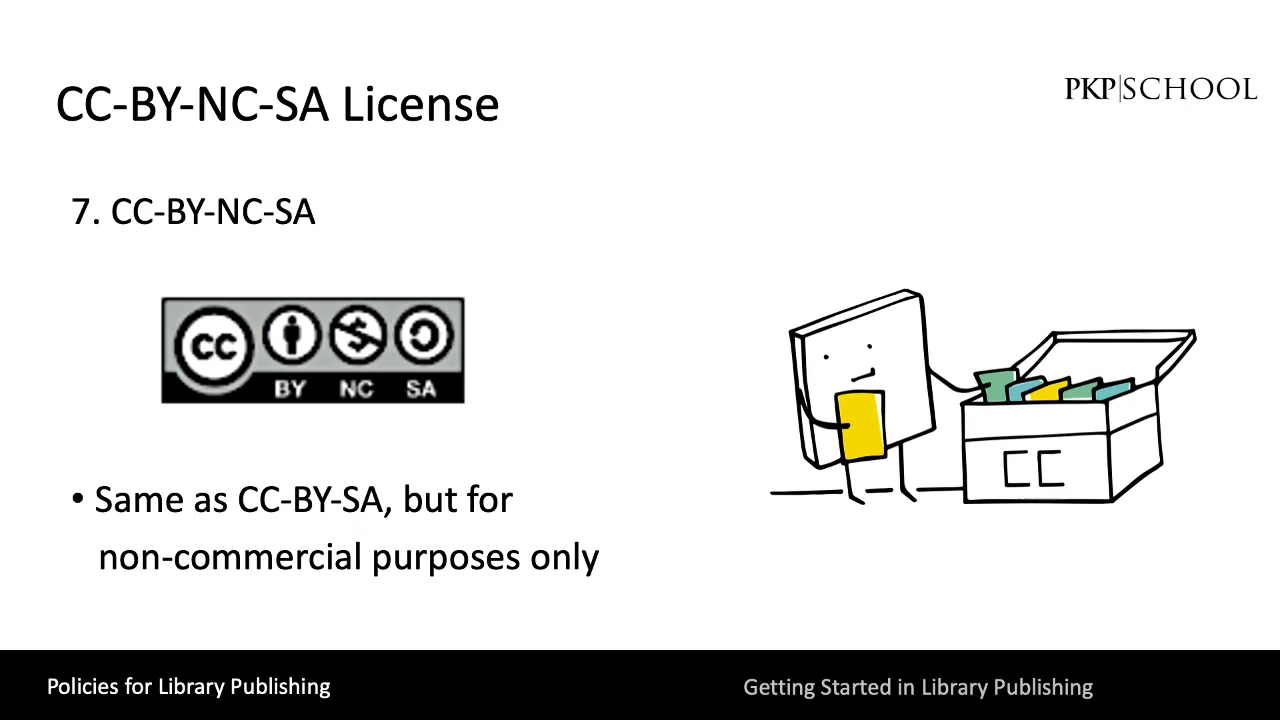 CC-BY-NC-SA License
PKP|SCHOOL
7. CC-BY-NC-SA
cc
BY NC SA
• Same as CC-BY-SA, but for
non-commercial purposes only
CC
Policies for Library Publishing
Getting Started in Library Publishing